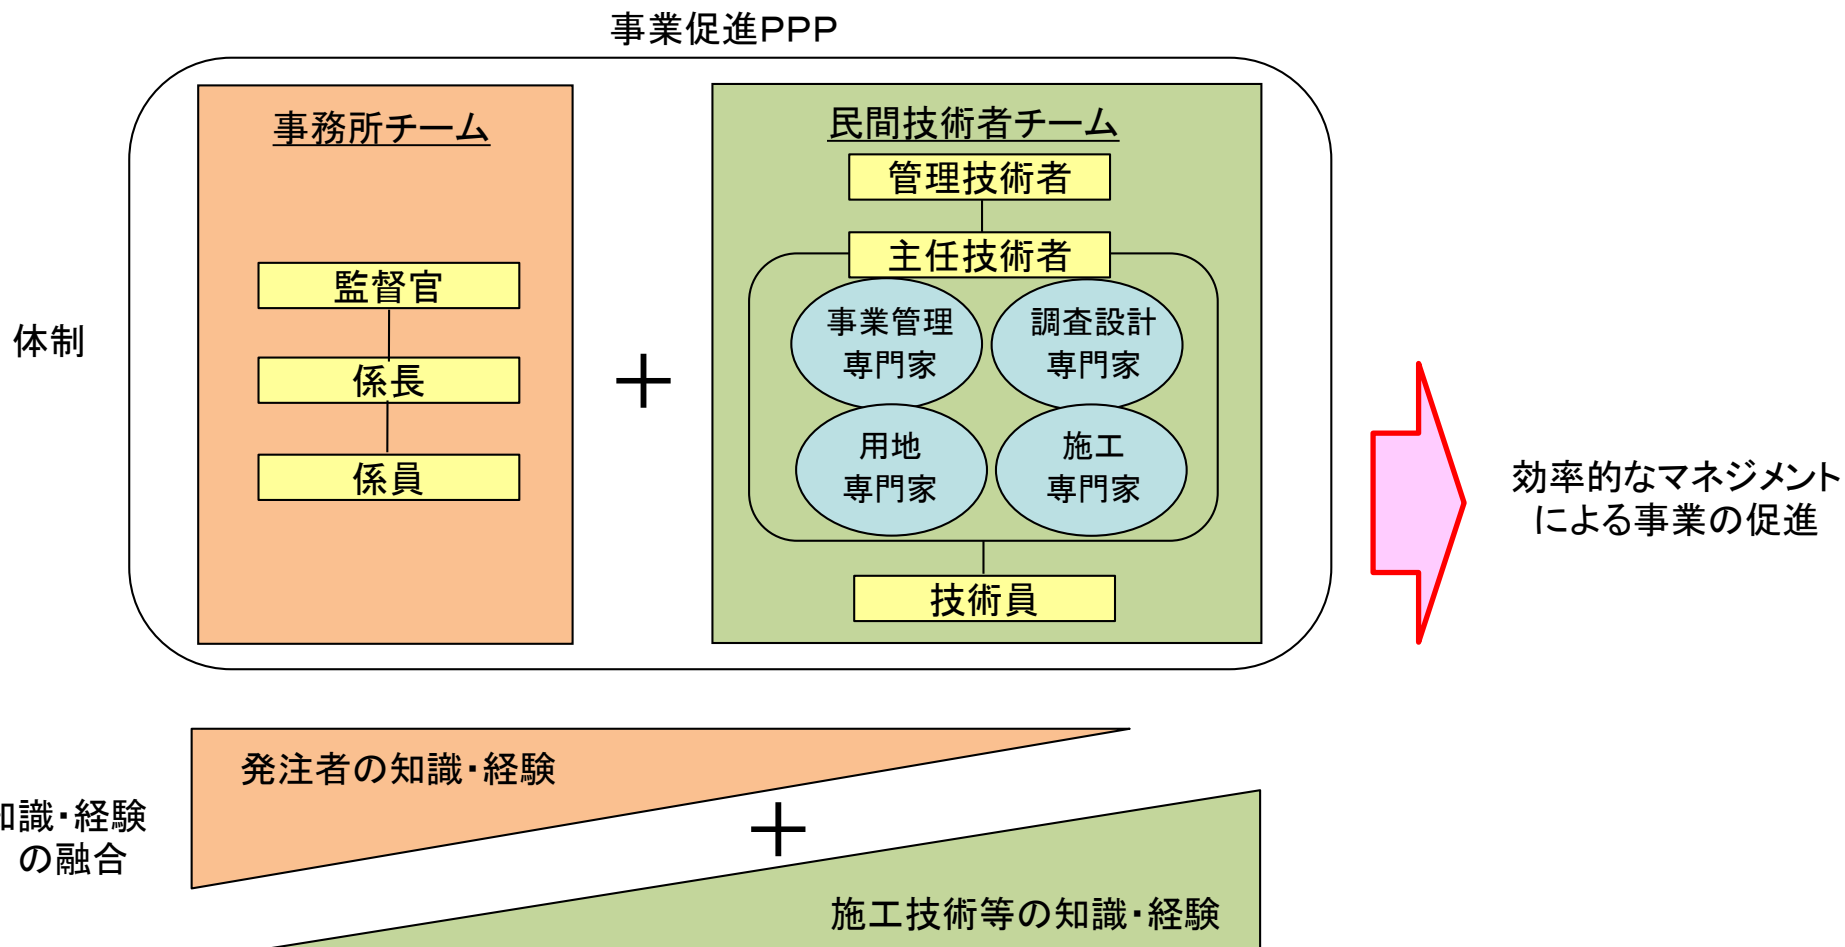 事業促進PPP
事務所チーム
監督官
係長
係員
体制
＋
民間技術者チーム
管理技術者
主任技術者
事業管理
専門家
調査設計
専門家
用地
専門家
施工
専門家
技術員
効率的なマネジメント
による事業の促進
発注者の知識・経験
知識・経験
の融合
＋
施工技術等の知識・経験